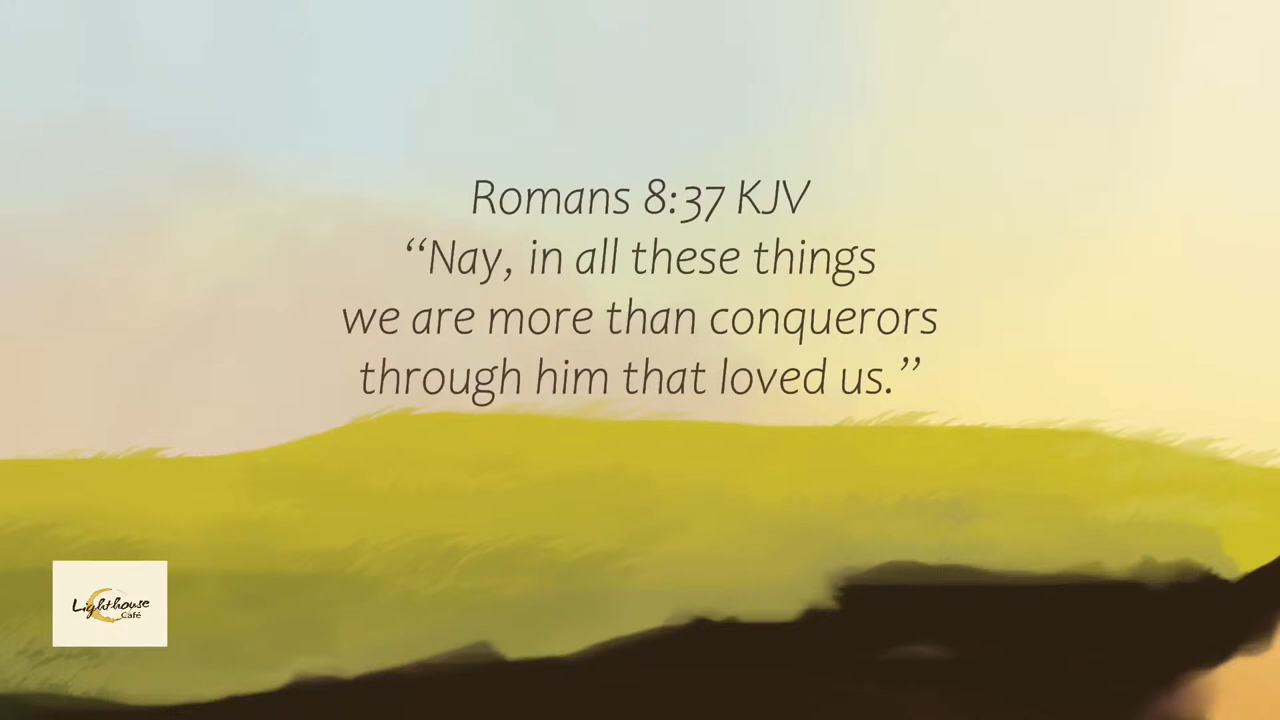 Romans 8:37 KJV
“Nay, in all these things
we are more than conquerors
through him that loved us.”
Lighthouse
Café